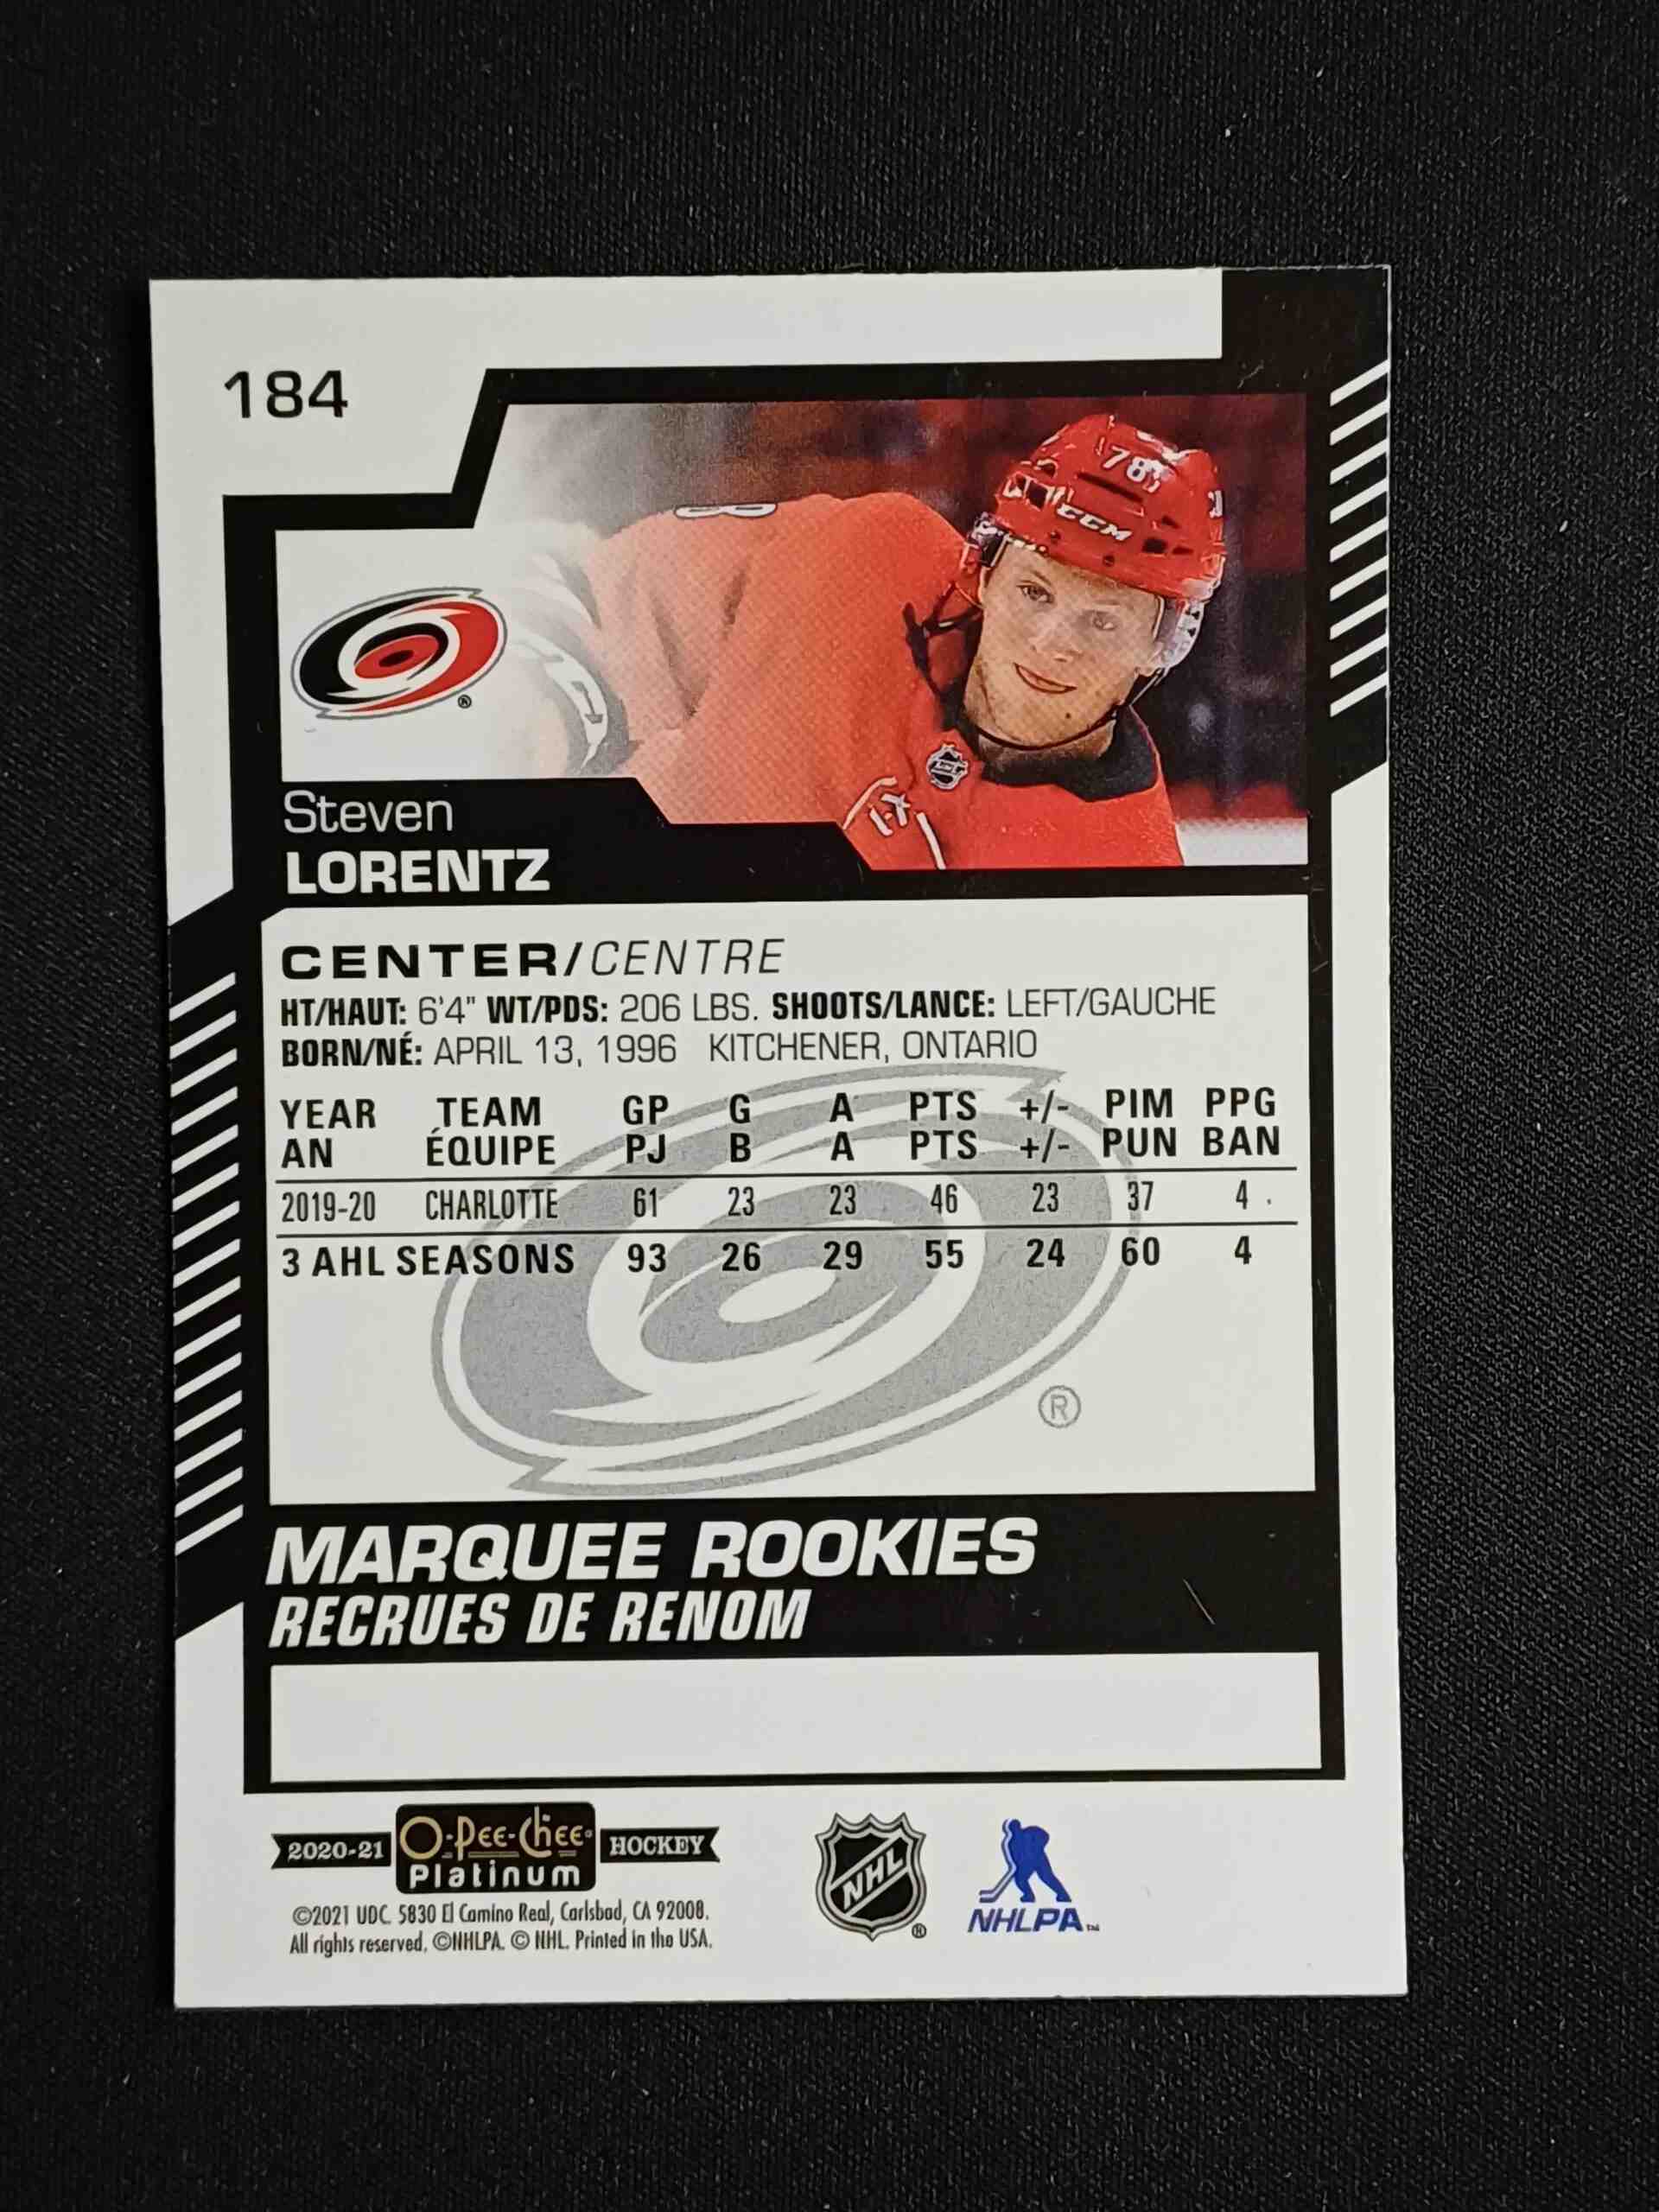 184
78
CCM
Steven
LORENTZ
CENTER/CENTRE
HT/HAUT: 6'4" WT/PDS: 206 LBS. SHOOTS/LANCE: LEFT/GAUCHE
BORN/NÉ: APRIL 13, 1996 KITCHENER, ONTARIO
YEAR TEAM GP G A PTS +/- PIM PPG
AN ÉQUIPE PJ B A PTS +/- PUN BAN
2019-20 CHARLOTTE 61 23 23 46 23 37 4
3 AHL SEASONS 93 26 29 55 24 60 4
®
MARQUEE ROOKIES
RECRUES DE RENOM
2020-21 O-Pee-Chee Platinum HOCKEY
NHL ®
NHLPA™
©2021 UDC. 5830 El Camino Real, Carlsbad, CA 92008.
All rights reserved. ©NHLPA. © NHL. Printed in the USA.